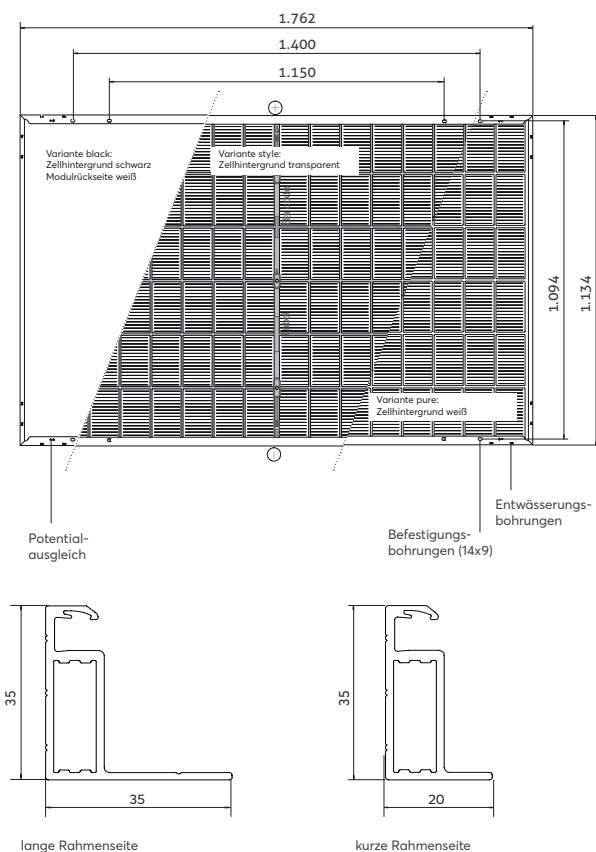 1.762
1.400
1.150
Variante black:
Zellhintergrund schwarz
Modulrückseite weiß
Variante style:
Zellhintergrund transparent
1.094
1.134
Variante pure:
Zellhintergrund weiß
Potential-
ausgleich
Befestigungs-
bohrungen (14x9)
Entwässerungs-
bohrungen
35
35
lange Rahmenseite
35
20
kurze Rahmenseite